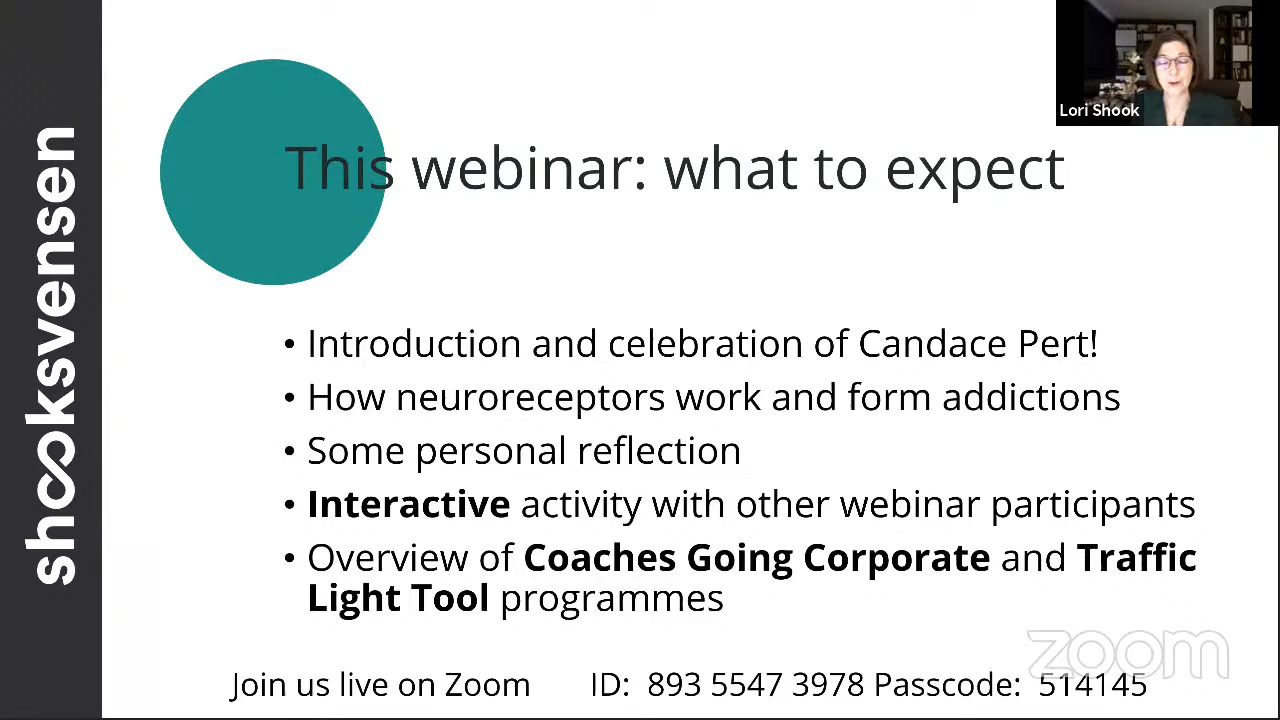 shooksvensen
Lori Shook
This webinar: what to expect
• Introduction and celebration of Candace Pert!
• How neuroreceptors work and form addictions
• Some personal reflection
• Interactive activity with other webinar participants
• Overview of Coaches Going Corporate and Traffic
Light Tool programmes
zoom
Join us live on Zoom ID: 893 5547 3978 Passcode: 514145